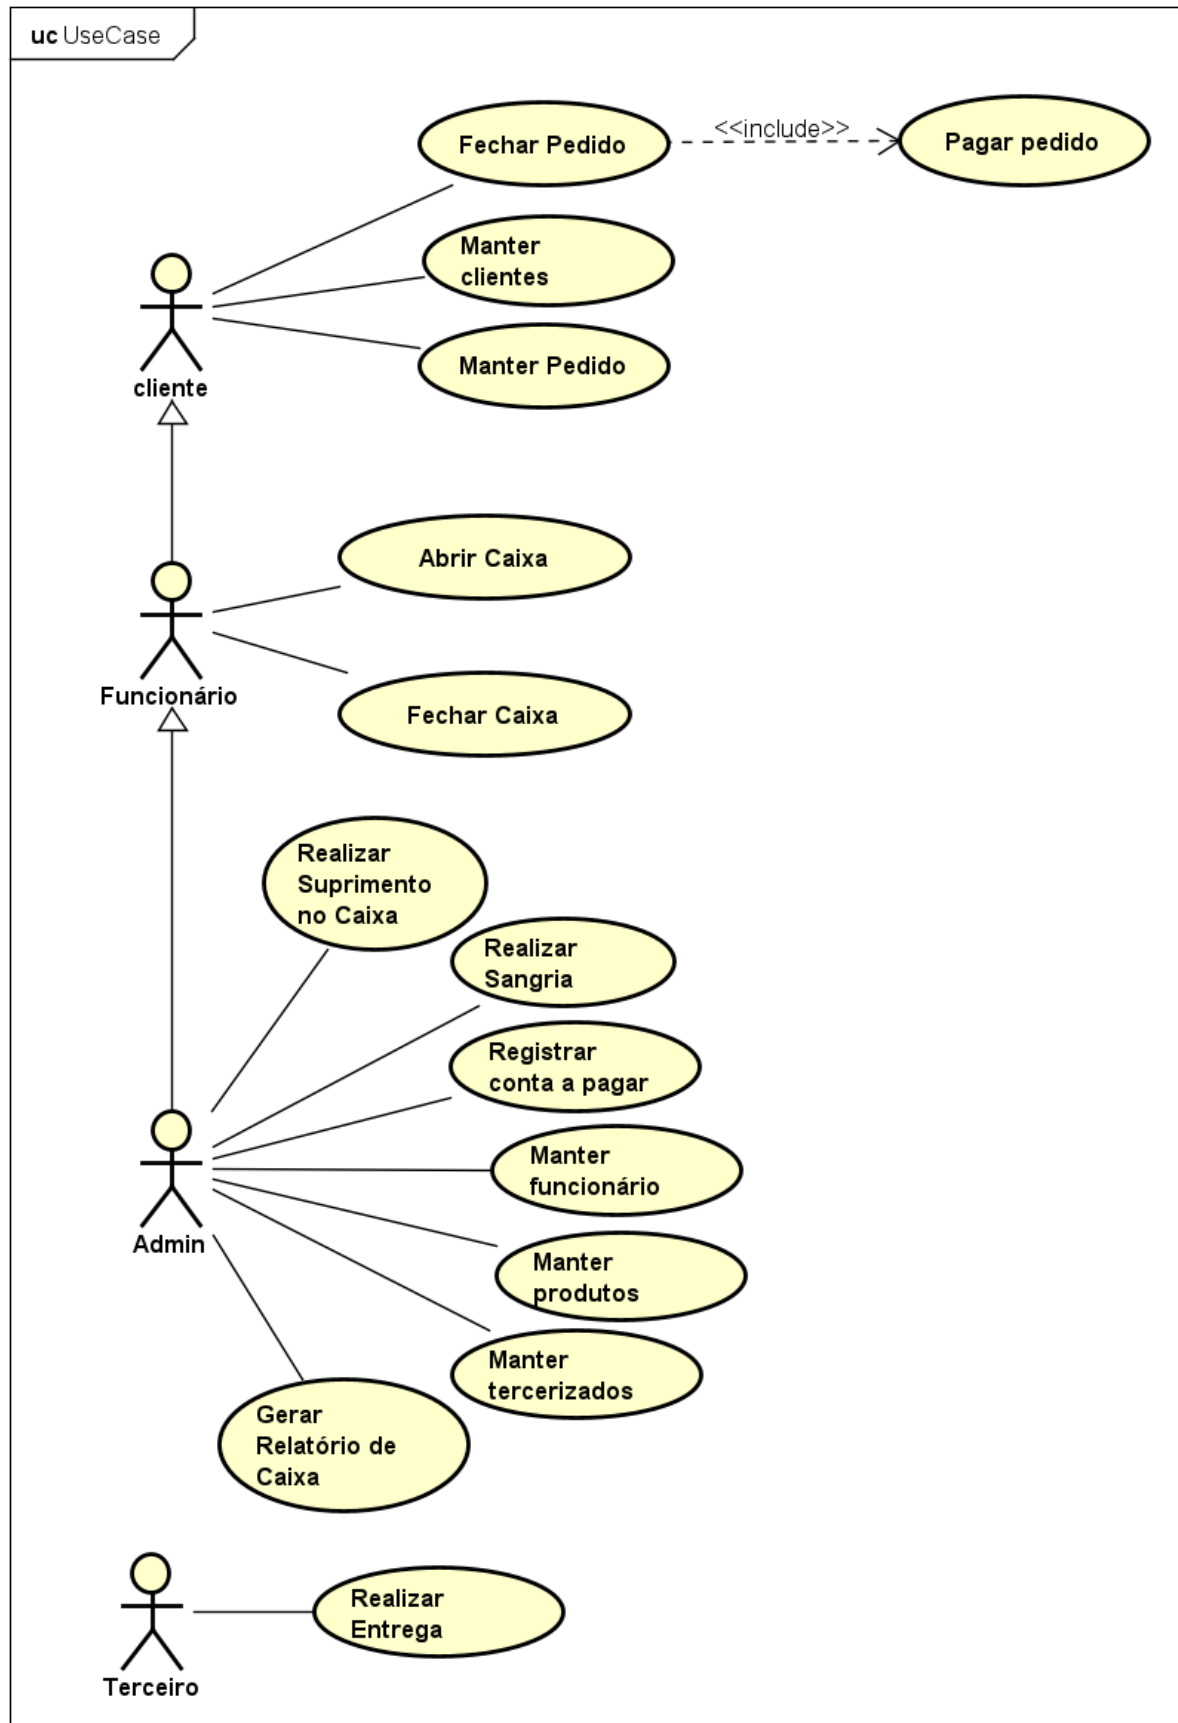 uc UseCase
Fechar Pedido
<<include>>
Pagar pedido
Manter
clientes
Manter Pedido
cliente
Abrir Caixa
Funcionário
Fechar Caixa
Realizar
Suprimento
no Caixa
Realizar
Sangria
Registrar
conta a pagar
Manter
funcionário
Admin
Manter
produtos
Manter
tercerizados
Gerar
Relatório de
Caixa
Realizar
Entrega
Terceiro